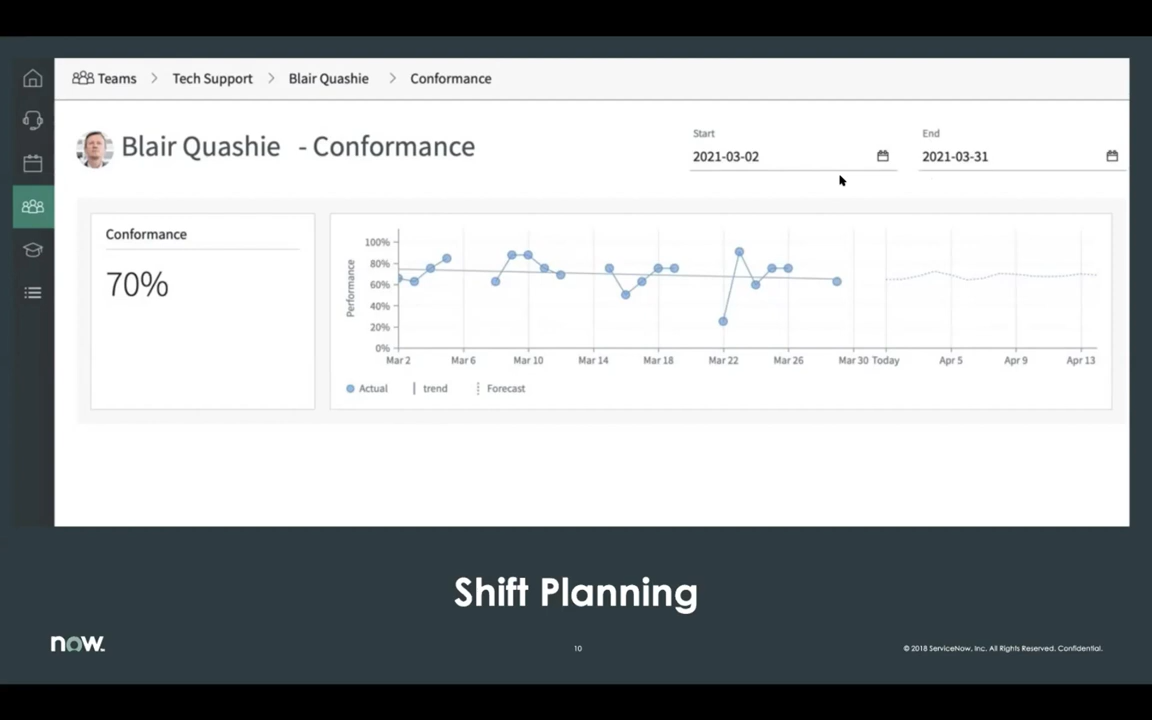 Teams > Tech Support > Blair Quashie > Conformance
Blair Quashie - Conformance
Start
2021-03-02
End
2021-03-31
Conformance
70%
Performance
100%
80%
60%
40%
20%
0%
Mar 2 Mar 6 Mar 10 Mar 14 Mar 18 Mar 22 Mar 26 Mar 30 Today Apr 5 Apr 9 Apr 13
Actual trend Forecast
Shift Planning
now.
10
© 2018 ServiceNow, Inc. All Rights Reserved. Confidential.